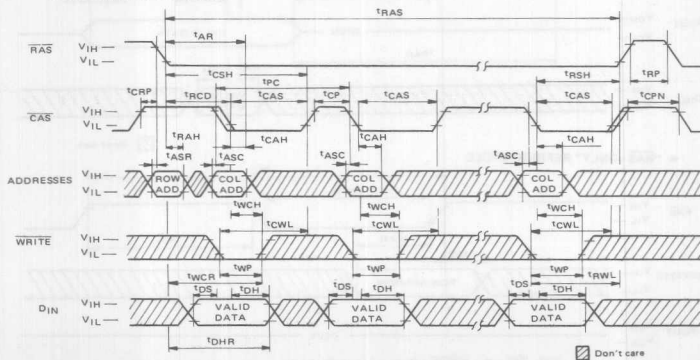 tRAS
tAR
RAS VIH
VIL
tCSH
tPC
tRSH
tRP
tCRP
tRCD
tCAS
tCP
tCAS
tCAS
tCPN
CAS VIH
VIL
tRAH
tCAH
tCAH
tCAH
tASR
tASC
tASC
tASC
ADDRESSES VIH
VIL
ROW ADD
COL ADD
COL ADD
COL ADD
tWCH
tWCH
tWCH
tCWL
tCWL
tCWL
WRITE VIH
VIL
tWP
tWP
tWP
tWCR
tRWL
tDS
tDH
tDS
tDH
tDS
tDH
DIN VIH
VIL
VALID DATA
VALID DATA
VALID DATA
tDHR
Don't care